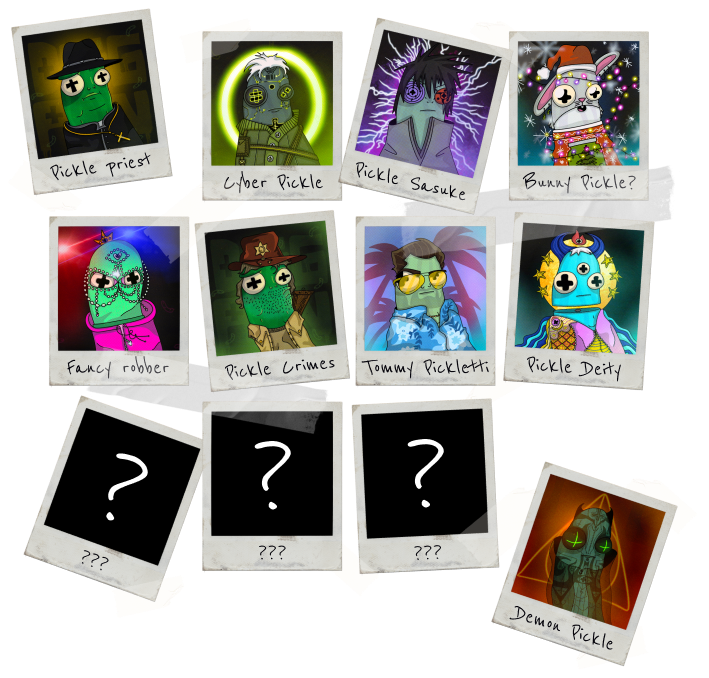 Pickle priest
Cyber Pickle
Pickle Sasuke
Bunny Pickle?
Fancy robber
Pickle Crimes
Tommy Pickletti
Pickle Deity
?
???
?
???
?
???
Demon Pickle